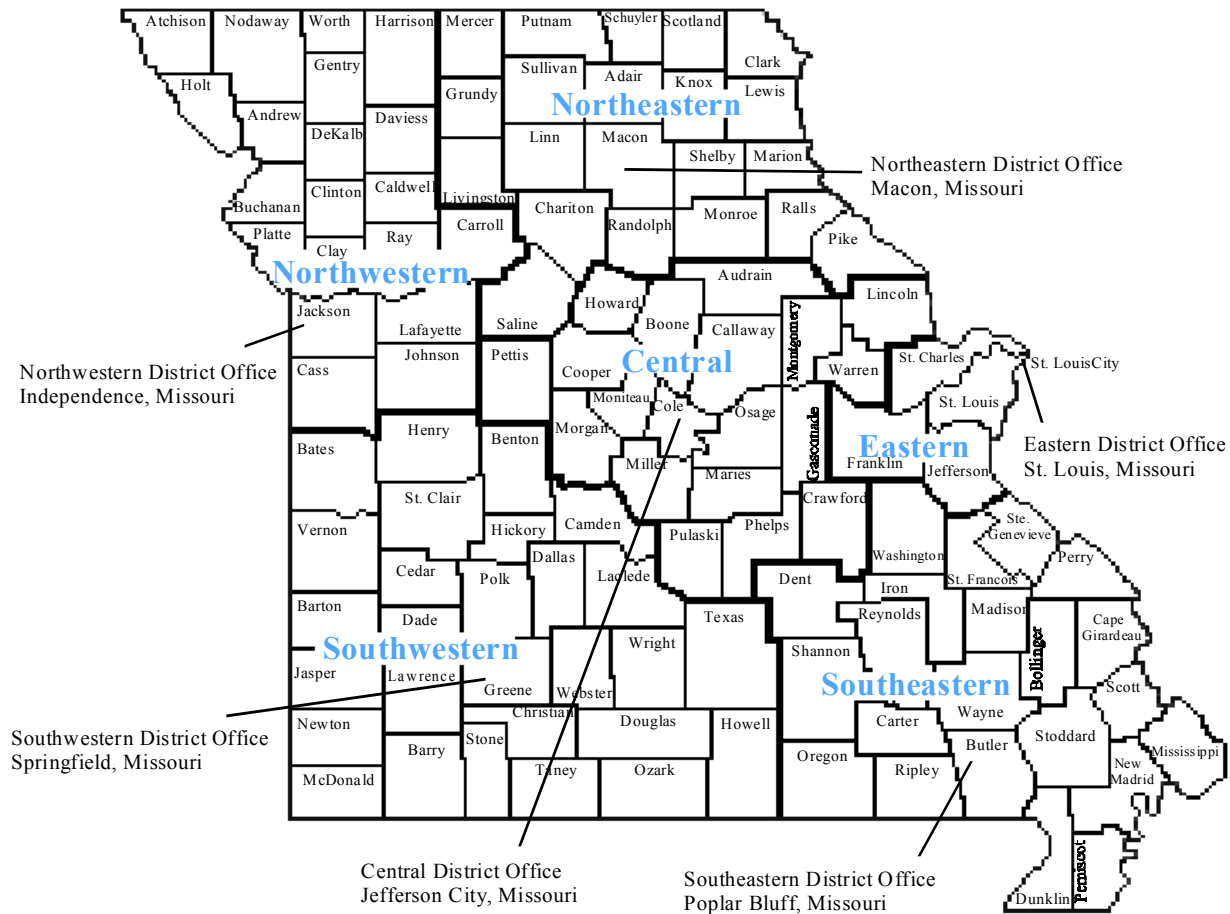 Atchison
Nodaway
Worth
Harrison
Mercer
Putnam
Schuyler
Scotland
Clark
Holt
Gentry
Sullivan
Adair
Knox
Lewis
Grundy
Northeastern
Andrew
Daviess
DeKalb
Linn
Macon
Shelby
Marion
Northeastern District Office
Macon, Missouri
Clinton
Caldwell
Livingston
Buchanan
Chariton
Randolph
Monroe
Ralls
Platte
Clay
Ray
Carroll
Pike
Northwestern
Audrain
Jackson
Lafayette
Saline
Howard
Boone
Callaway
Montgomery
Lincoln
Johnson
Pettis
Cooper
Central
Warren
St. Charles
St. LouisCity
Northwestern District Office
Independence, Missouri
Cass
Moniteau
Cole
Osage
St. Louis
Henry
Benton
Morgan
Gasconade
Eastern
Eastern District Office
St. Louis, Missouri
Bates
Miller
Maries
Franklin
Jefferson
St. Clair
Crawford
Vernon
Hickory
Camden
Pulaski
Phelps
Washington
Ste.
Genevieve
Perry
Cedar
Polk
Dallas
Laclede
Dent
Iron
St. Francois
Barton
Dade
Texas
Reynolds
Madison
Bollinger
Cape
Girardeau
Southwestern
Wright
Shannon
Jasper
Lawrence
Greene
Webster
Southeastern
Scott
Newton
Christian
Douglas
Howell
Carter
Wayne
Southwestern District Office
Springfield, Missouri
Barry
Stone
Butler
Stoddard
Mississippi
McDonald
Taney
Ozark
Oregon
Ripley
New
Madrid
Central District Office
Jefferson City, Missouri
Southeastern District Office
Poplar Bluff, Missouri
Dunklin
Pemiscot